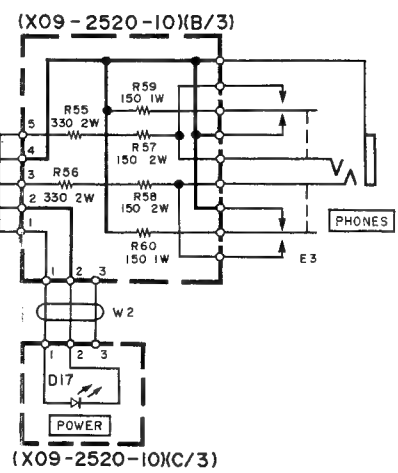 (X09-2520-10)(B/3)
R59
150 1W
R55
330 2W
5
R57
150 2W
4
R56
3
330 2W
R58
150 2W
2
R60
150 1W
1
PHONES
E3
1 2 3
W2
1 2 3
D17
POWER
(X09-2520-10)(C/3)